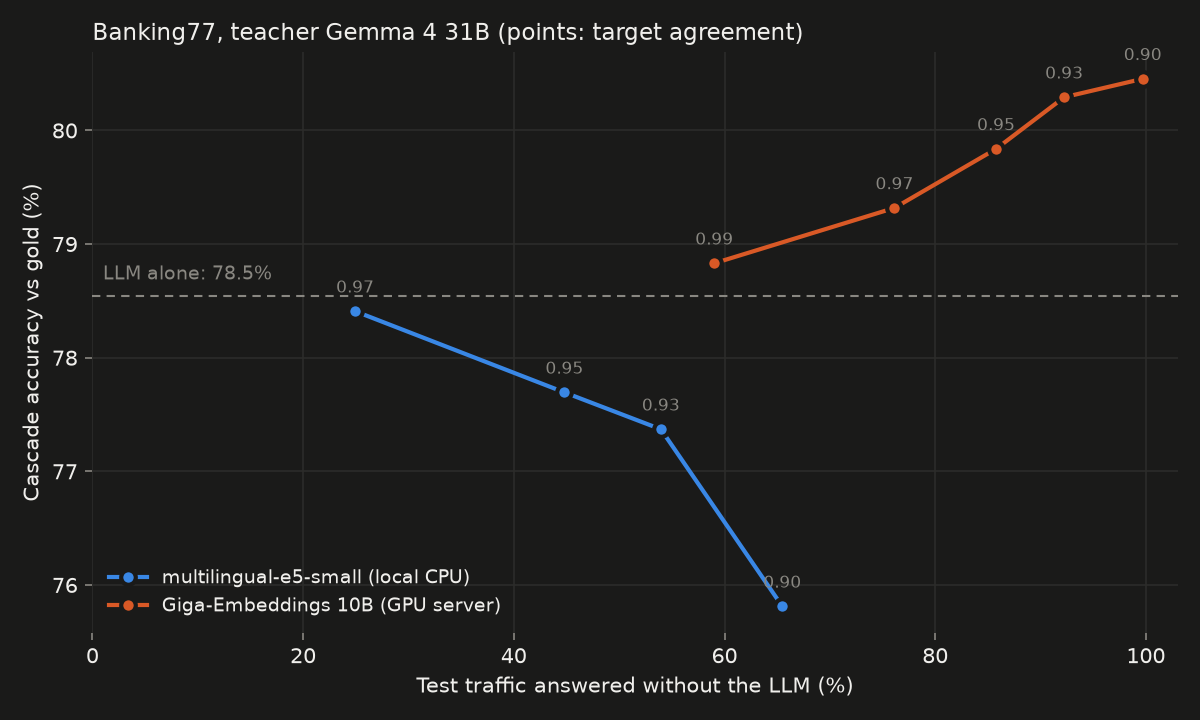 Banking77, teacher Gemma 4 31B (points: target agreement)
0.90
0.93
0.95
0.97
0.99
LLM alone: 78.5%
0.97
0.95
0.93
0.90
80
79
78
77
76
Cascade accuracy vs gold (%)
multilingual-e5-small (local CPU)
Giga-Embeddings 10B (GPU server)
0 20 40 60 80 100
Test traffic answered without the LLM (%)